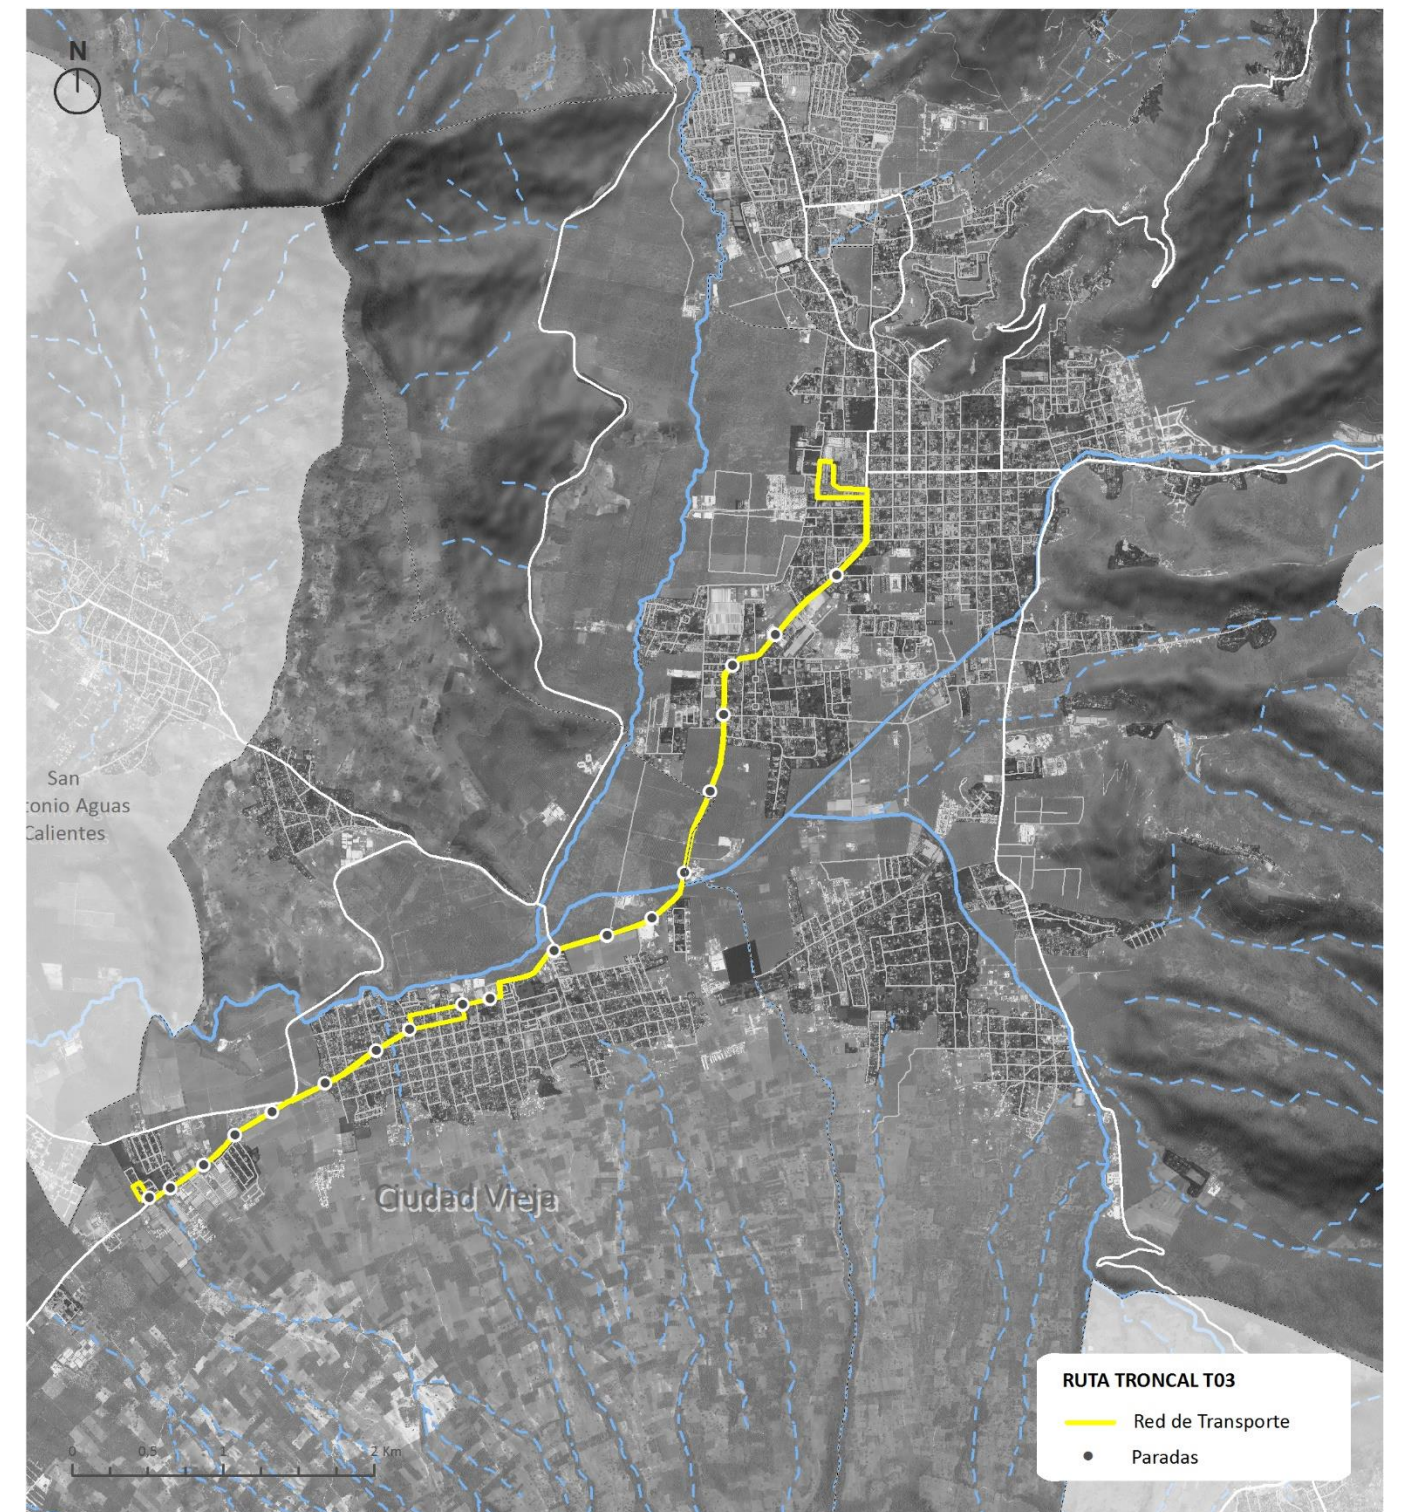 N
San
tonio Aguas
Calientes
Ciudad Vieja
RUTA TRONCAL T03
Red de Transporte
Paradas
0 0,5 1 2 Km